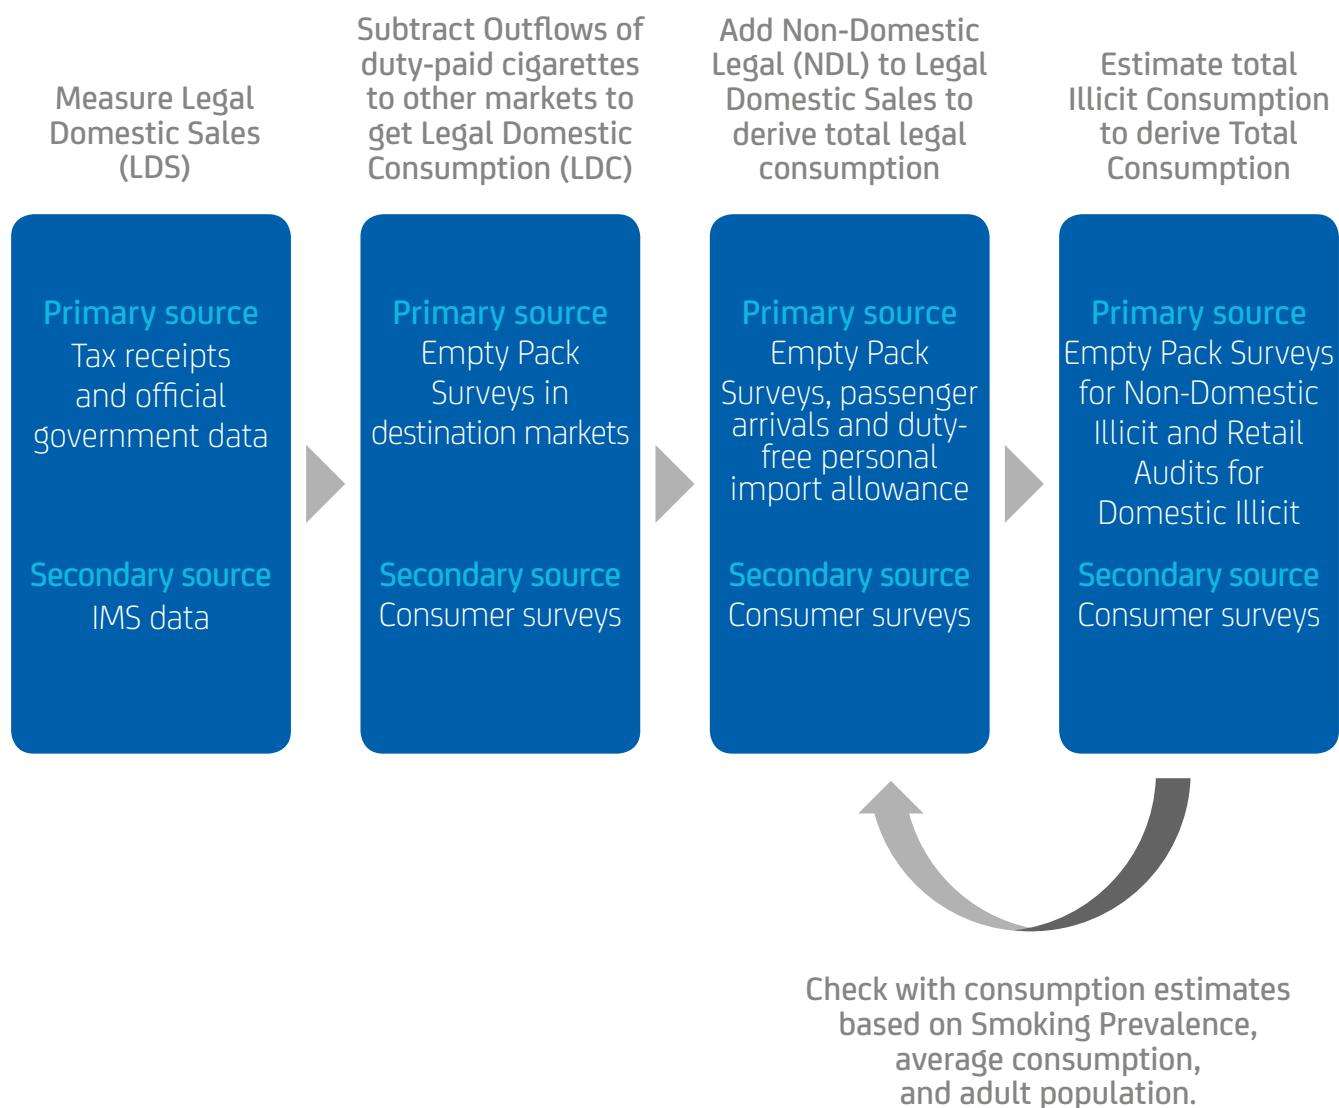 Measure Legal
Domestic Sales
(LDS)
Subtract Outflows of
duty-paid cigarettes
to other markets to
get Legal Domestic
Consumption (LDC)
Add Non-Domestic
Legal (NDL) to Legal
Domestic Sales to
derive total legal
consumption
Estimate total
Illicit Consumption
to derive Total
Consumption
Primary source
Tax receipts
and official
government data
Secondary source
IMS data
Primary source
Empty Pack
Surveys in
destination markets
Secondary source
Consumer surveys
Primary source
Empty Pack
Surveys, passenger
arrivals and duty-
free personal
import allowance
Secondary source
Consumer surveys
Primary source
Empty Pack Surveys
for Non-Domestic
Illicit and Retail
Audits for
Domestic Illicit
Secondary source
Consumer surveys
Check with consumption estimates
based on Smoking Prevalence,
average consumption,
and adult population.